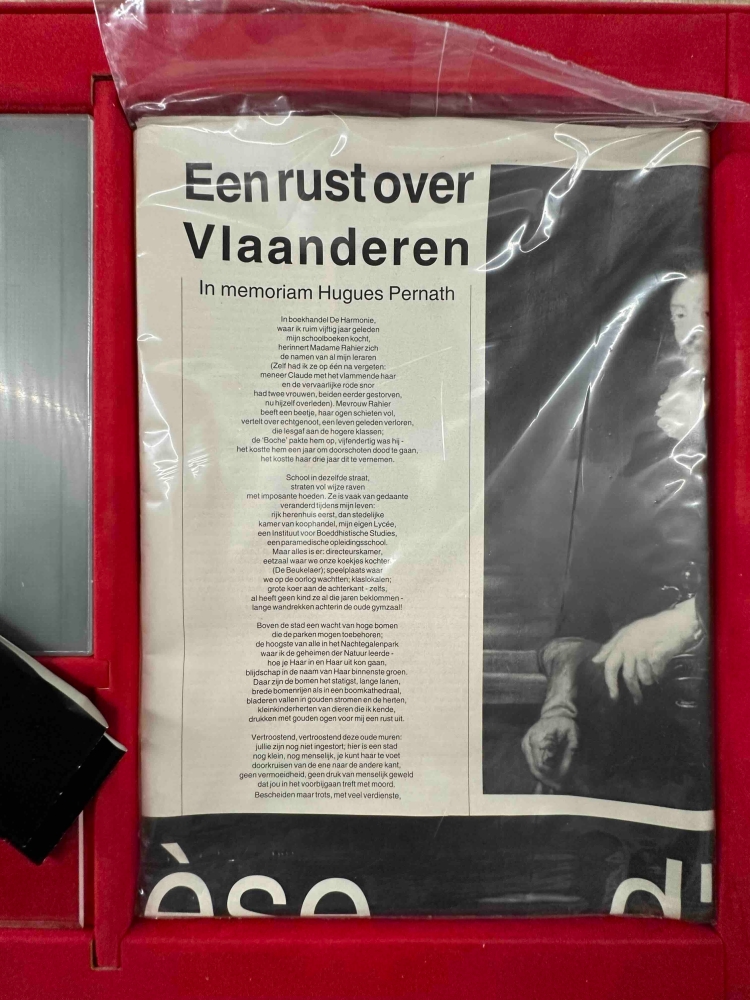 Een rust over
Vlaanderen
In memoriam Hugues Pernath
In boekhandel De Harmonie,
waar ik ruim vijftig jaar geleden
mijn schoolboeken kocht,
herinnert Madame Rahier zich
de namen van al mijn leraren
(Zelf had ik ze op één na vergeten:
meneer Claude met het vlammende haar
en de vervaarlijke rode snor
had twee vrouwen, beiden eerder gestorven,
nu hijzelf overleden). Mevrouw Rahier
beeft een beetje, haar ogen schieten vol,
vertelt over echtgenoot, een leven geleden verloren,
die lesgaf aan de hogere klassen;
de 'Boche' pakte hem op, vijfendertig was hij -
het kostte hem een jaar om doorschoten dood te gaan,
het kostte haar drie jaar dit te vernemen.
School in dezelfde straat,
straten vol wijze raven
met imposante hoeden. Ze is vaak van gedaante
veranderd tijdens mijn leven:
rijk herenhuis eerst, dan stedelijke
kamer van koophandel, mijn eigen Lycée,
een Instituut voor Boeddhistische Studies,
een paramedische opleidingsschool.
Maar alles is er: directeurskamer,
eetzaal waar we onze koekjes kochten
(De Beukelaer); speelplaats waar
we op de oorlog wachtten; klaslokalen;
grote koer aan de achterkant - zelfs,
al heeft geen kind ze al die jaren beklommen -
lange wandrekken achterin de oude gymzaal!
Boven de stad een wacht van hoge bomen
die de parken mogen toebehoren;
de hoogste van alle in het Nachtegalenpark
waar ik de geheimen der Natuur leerde -
hoe je Haar in en Haar uit kon gaan,
blijdschap in de naam van Haar binnenste groen.
Daar zijn de bomen het statigst, lange lanen,
brede bomenrijen als in een boomkathedraal,
bladeren vallen in gouden stromen en de herten,
kleinkinderherten van dieren die ik kende,
drukken met gouden ogen voor mij een rust uit.
Vertroostend, vertroostend deze oude muren:
jullie zijn nog niet ingestort; hier is een stad
nog klein, nog menselijk, je kunt haar te voet
doorkruisen van de ene naar de andere kant,
geen vermoeidheid, geen druk van menselijk geweld
dat jou in het voorbijgaan treft met moord.
Bescheiden maar trots, met veel verdienste,
èse d'